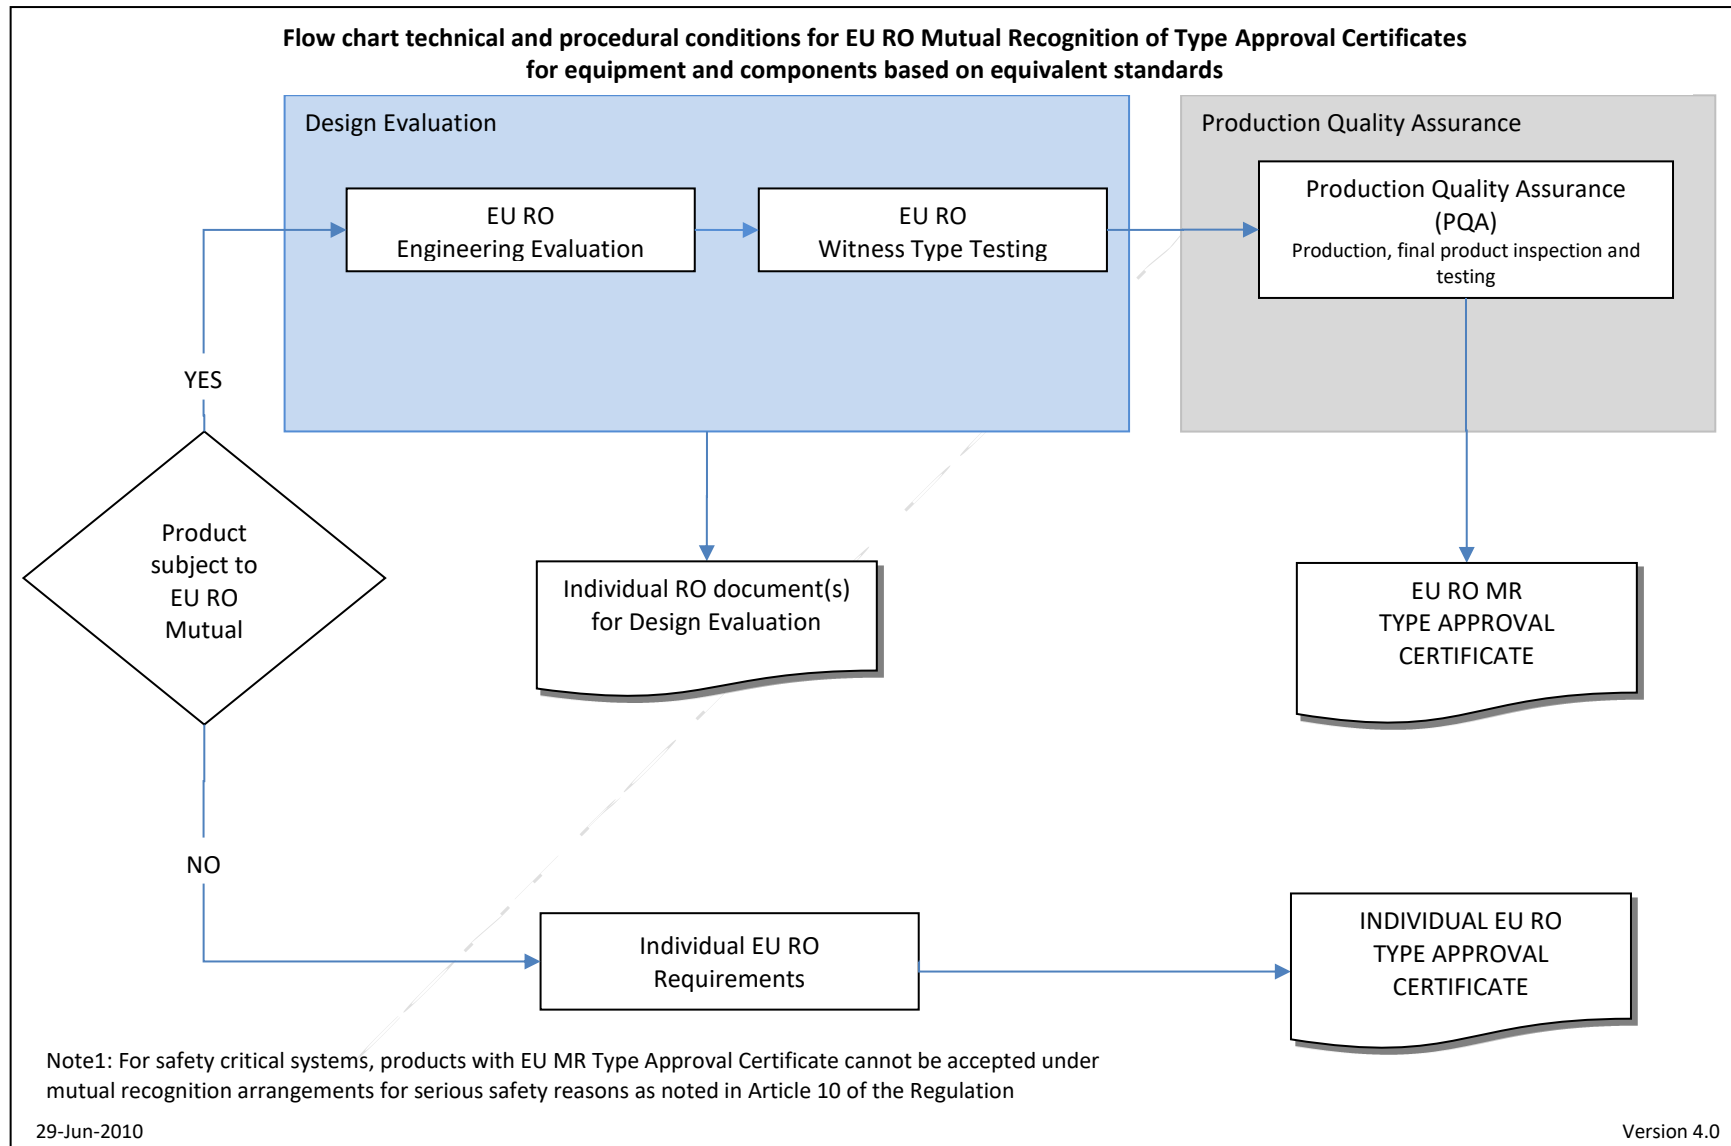 Flow chart technical and procedural conditions for EU RO Mutual Recognition of Type Approval Certificates
for equipment and components based on equivalent standards
Design Evaluation
Production Quality Assurance
EU RO
Engineering Evaluation
EU RO
Witness Type Testing
Production Quality Assurance
(PQA)
Production, final product inspection and
testing
YES
Product
subject to
EU RO
Mutual
Individual RO document(s)
for Design Evaluation
EU RO MR
TYPE APPROVAL
CERTIFICATE
NO
Individual EU RO
Requirements
INDIVIDUAL EU RO
TYPE APPROVAL
CERTIFICATE
Note1: For safety critical systems, products with EU MR Type Approval Certificate cannot be accepted under
mutual recognition arrangements for serious safety reasons as noted in Article 10 of the Regulation
29-Jun-2010
Version 4.0